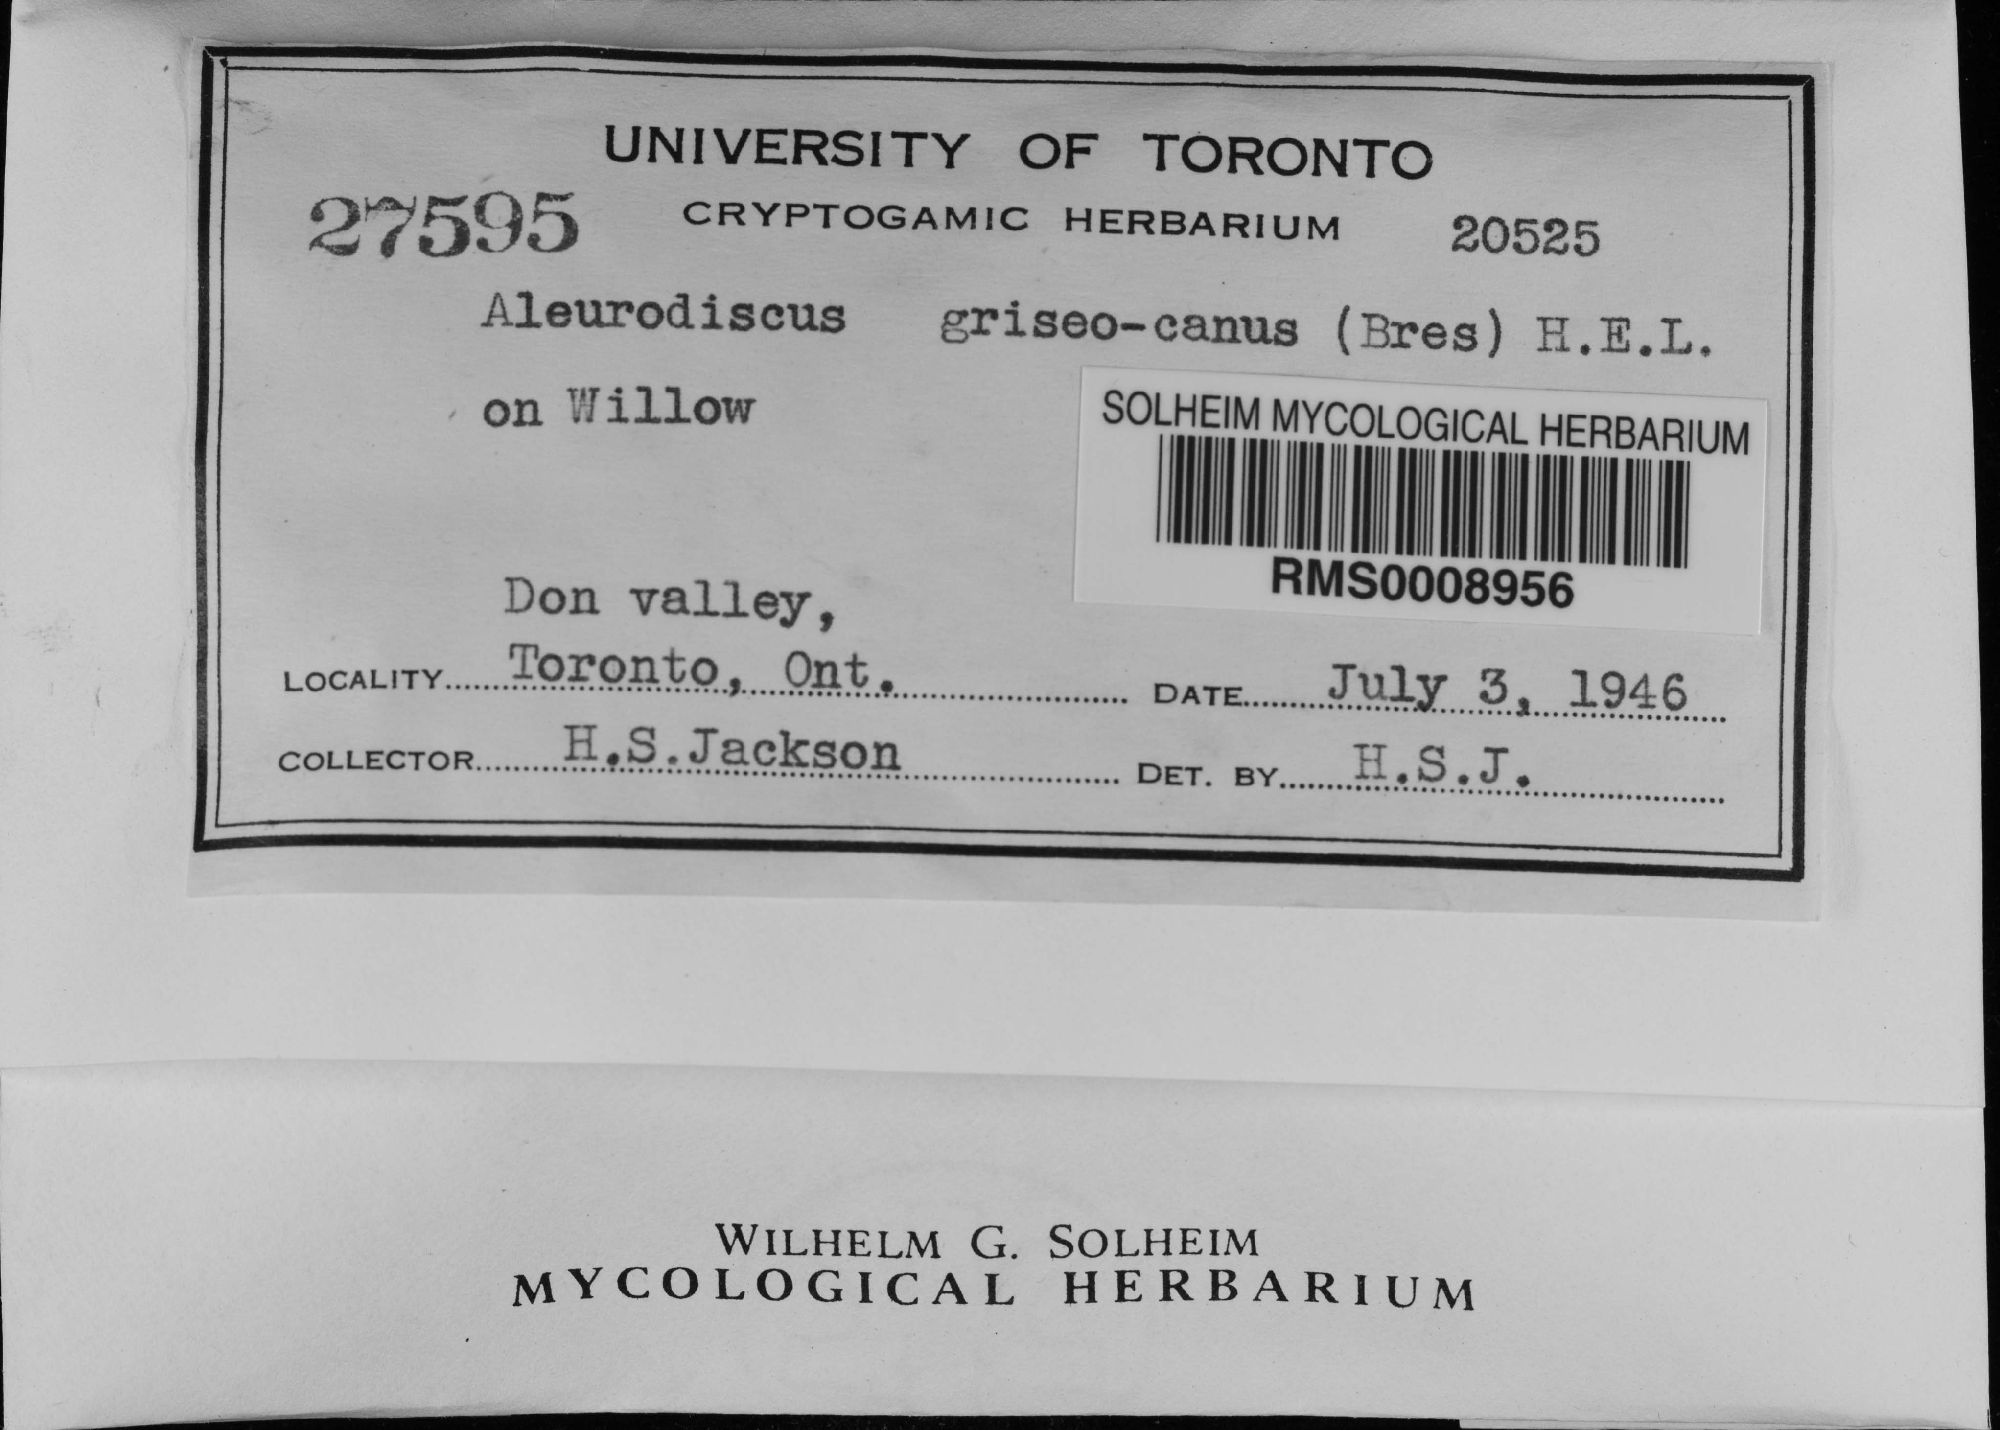 UNIVERSITY OF TORONTO
27595 CRYPTOGAMIC HERBARIUM 20525
Aleurodiscus griseo-canus (Bres) H.E.L.
on Willow
SOLHEIM MYCOLOGICAL HERBARIUM
RMS0008956
Don valley,
LOCALITY Toronto, Ont. DATE July 3, 1946
COLLECTOR H.S.Jackson DET. BY H.S.J.
WILHELM G. SOLHEIM
MYCOLOGICAL HERBARIUM